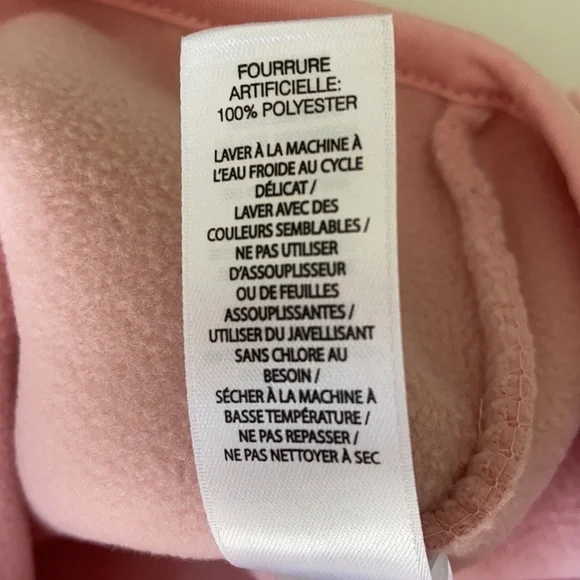 FOURRURE
ARTIFICIELLE:
100% POLYESTER
LAVER À LA MACHINE À
L'EAU FROIDE AU CYCLE
DÉLICAT /
LAVER AVEC DES
COULEURS SEMBLABLES /
NE PAS UTILISER
D'ASSOUPLISSEUR
OU DE FEUILLES
ASSOUPLISSANTES /
UTILISER DU JAVELLISANT
SANS CHLORE AU
BESOIN /
SÉCHER À LA MACHINE À
BASSE TEMPÉRATURE /
NE PAS REPASSER /
NE PAS NETTOYER À SEC